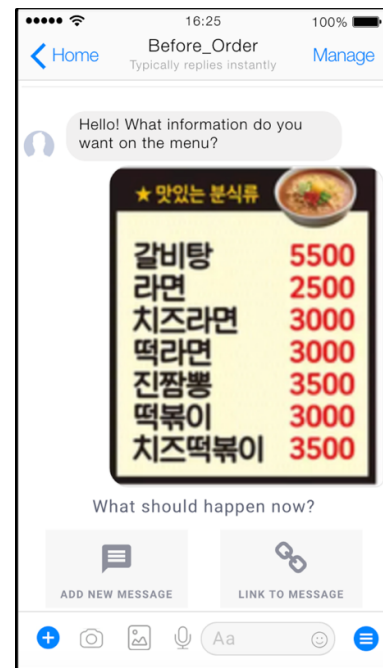 16:25
100%
Home
Before_Order
Manage
Typically replies instantly
Hello! What information do you
want on the menu?
★ 맛있는 분식류
갈비탕 5500
라면 2500
치즈라면 3000
떡라면 3000
진짬뽕 3500
떡볶이 3000
치즈떡볶이 3500
What should happen now?
ADD NEW MESSAGE
LINK TO MESSAGE
Aa